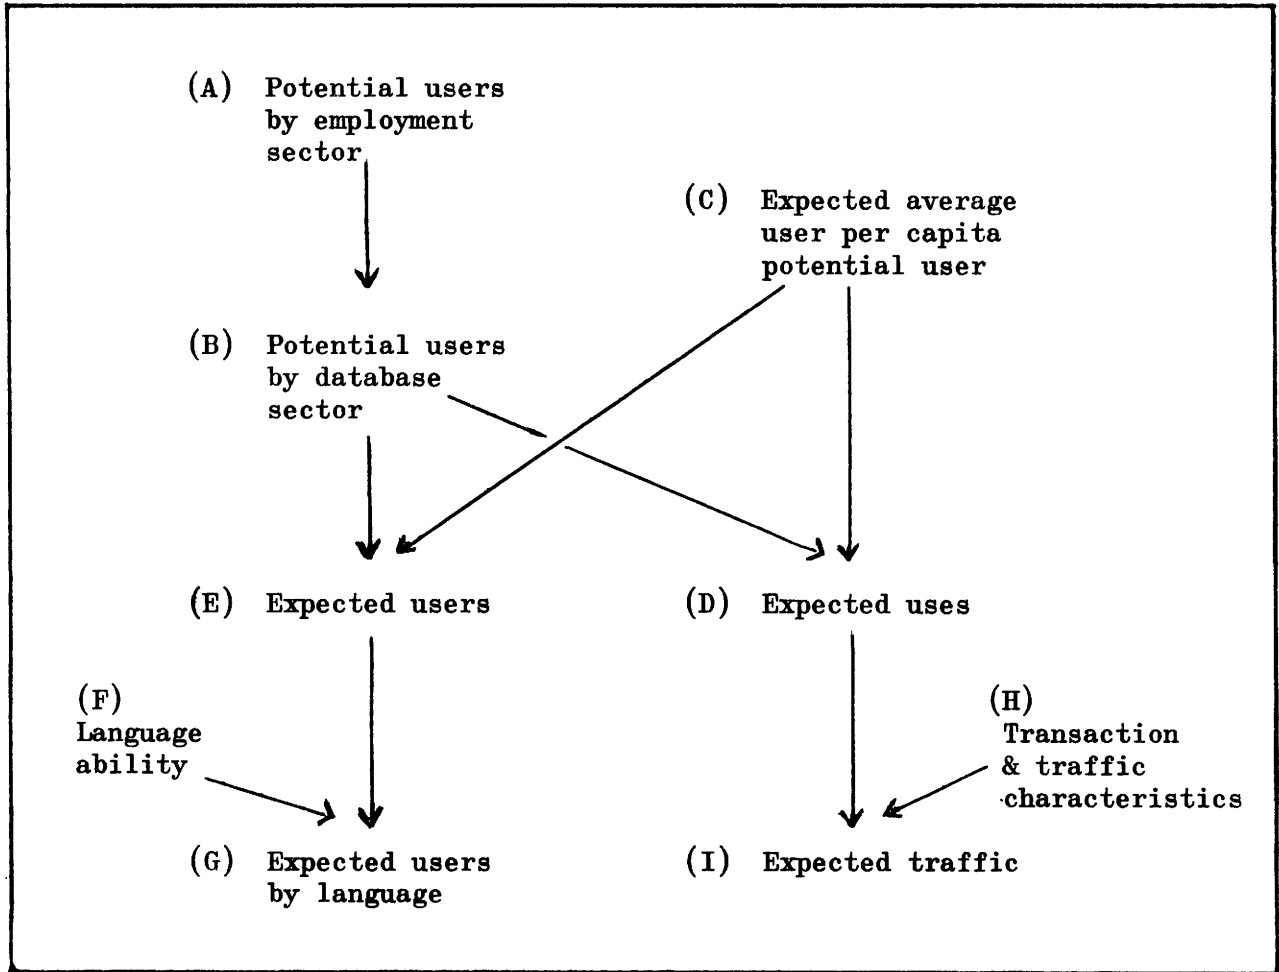 (A) Potential users
by employment
sector
(C) Expected average
user per capita
potential user
(B) Potential users
by database
sector
(E) Expected users
(D) Expected uses
(F)
Language
ability
(H)
Transaction
& traffic
characteristics
(G) Expected users
by language
(I) Expected traffic